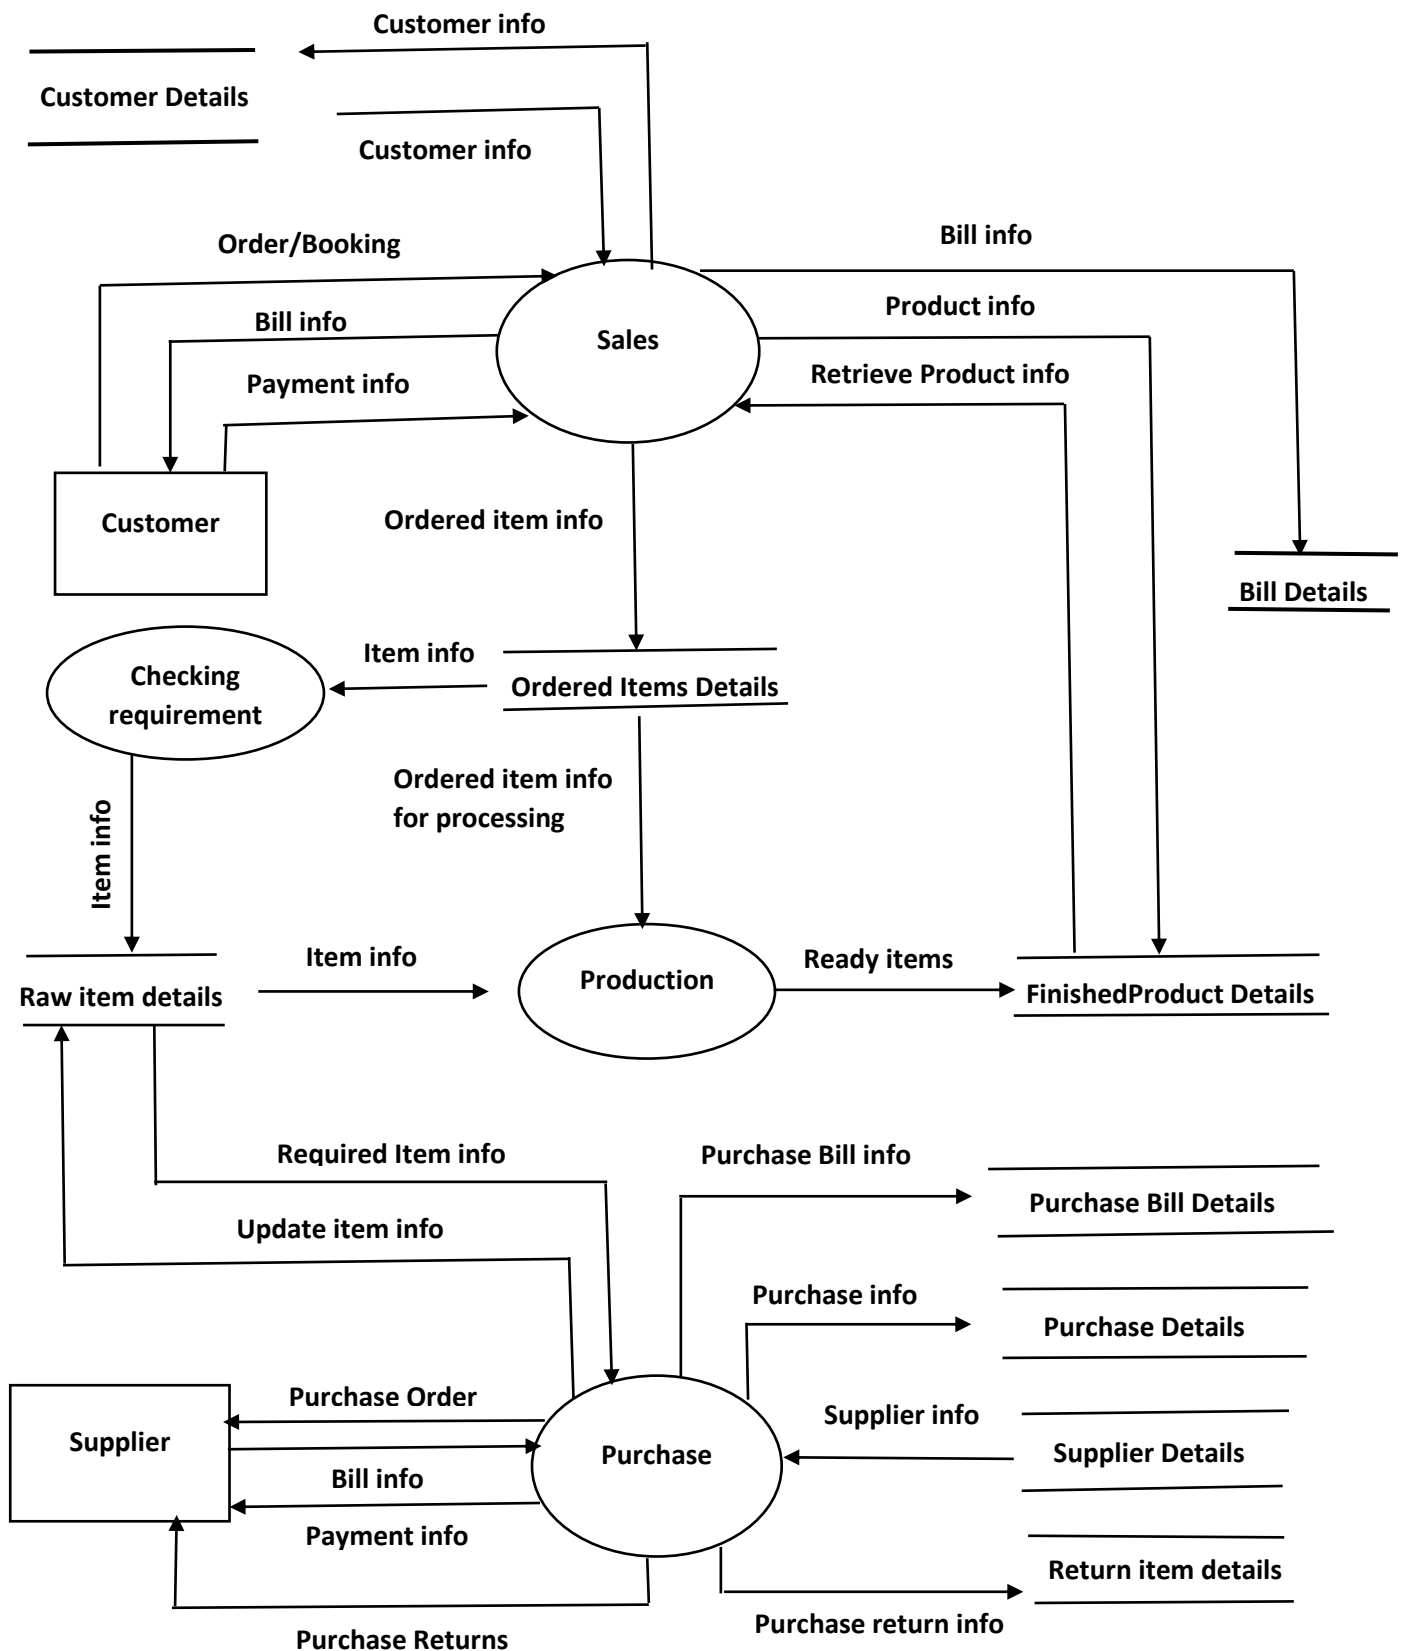 Customer info
Customer Details
Customer info
Order/Booking
Bill info
Bill info
Product info
Sales
Payment info
Retrieve Product info
Customer
Ordered item info
Bill Details
Checking
requirement
Item info
Ordered Items Details
Ordered item info
for processing
Item info
Raw item details
Item info
Production
Ready items
FinishedProduct Details
Required Item info
Purchase Bill info
Purchase Bill Details
Update item info
Purchase info
Purchase Details
Purchase Order
Supplier info
Supplier
Purchase
Supplier Details
Bill info
Payment info
Return item details
Purchase return info
Purchase Returns